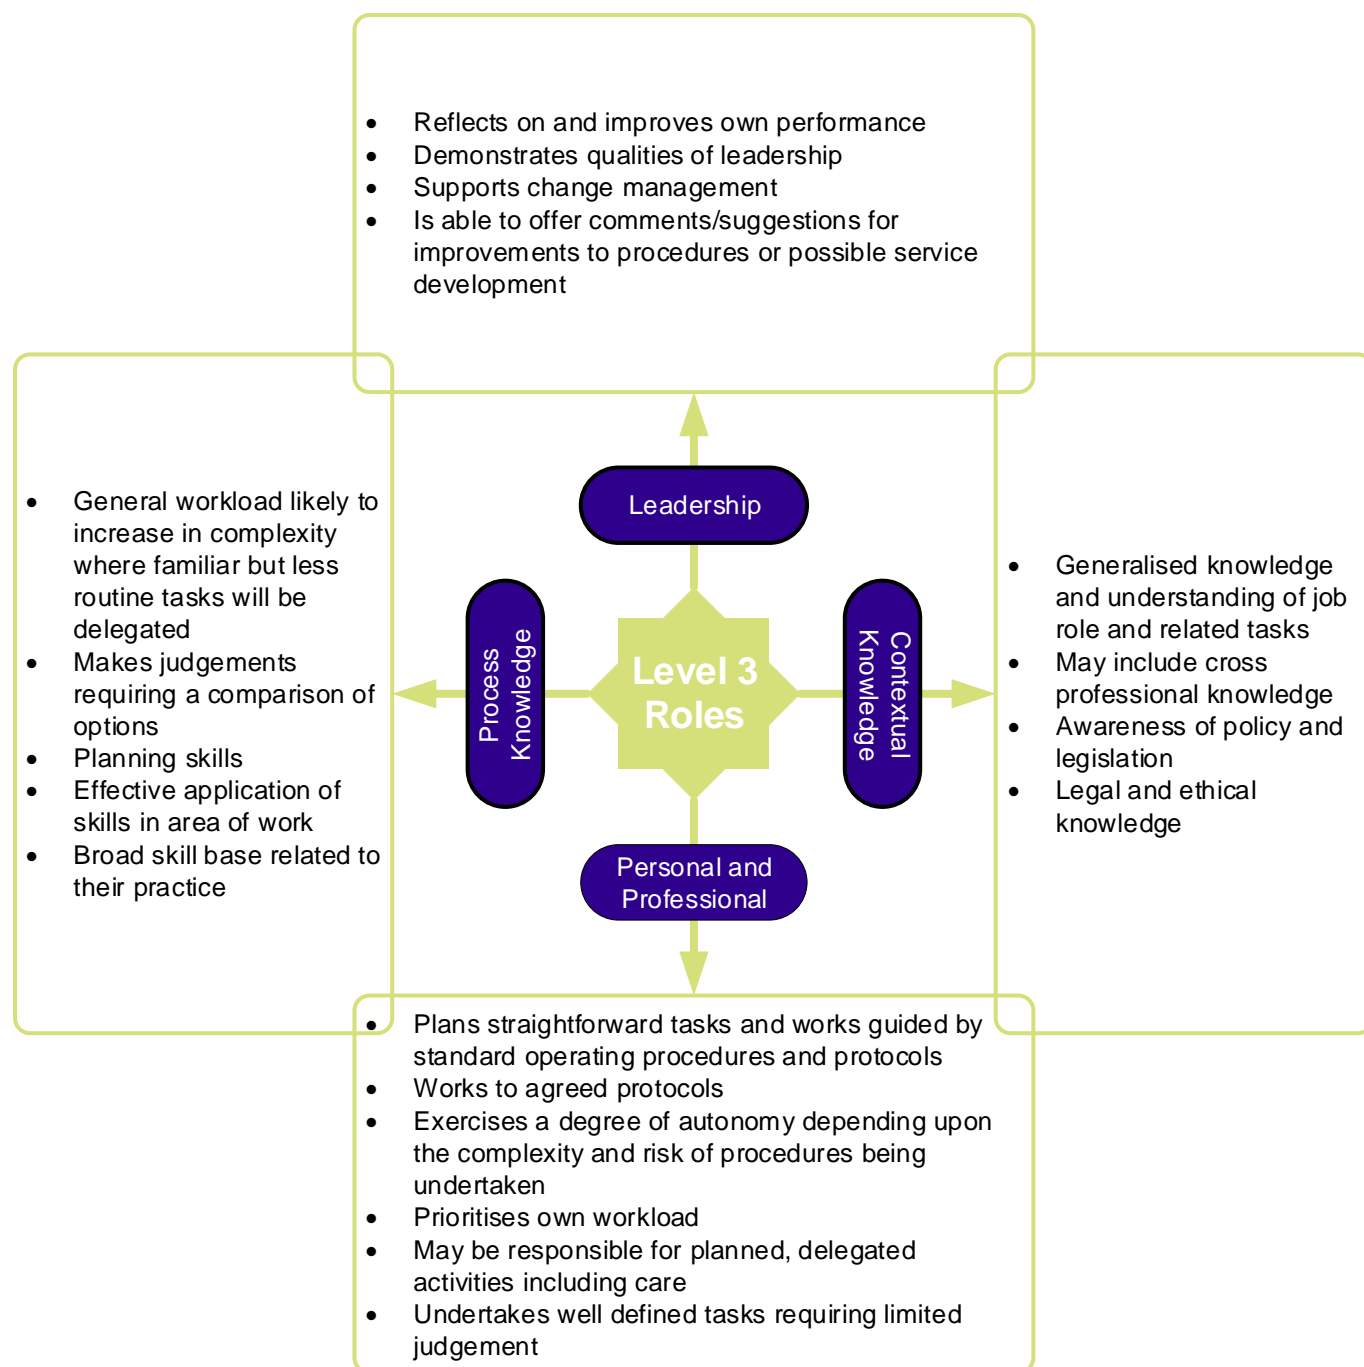 • Reflects on and improves own performance
• Demonstrates qualities of leadership
• Supports change management
• Is able to offer comments/suggestions for
improvements to procedures or possible service
development
• General workload likely to
increase in complexity
where familiar but less
routine tasks will be
delegated
• Makes judgements
requiring a comparison of
options
• Planning skills
• Effective application of
skills in area of work
• Broad skill base related to
their practice
Leadership
Process
Knowledge
Level 3
Roles
Contextual
Knowledge
Personal and
Professional
• Generalised knowledge
and understanding of job
role and related tasks
• May include cross
professional knowledge
• Awareness of policy and
legislation
• Legal and ethical
knowledge
• Plans straightforward tasks and works guided by
standard operating procedures and protocols
• Works to agreed protocols
• Exercises a degree of autonomy depending upon
the complexity and risk of procedures being
undertaken
• Prioritises own workload
• May be responsible for planned, delegated
activities including care
• Undertakes well defined tasks requiring limited
judgement